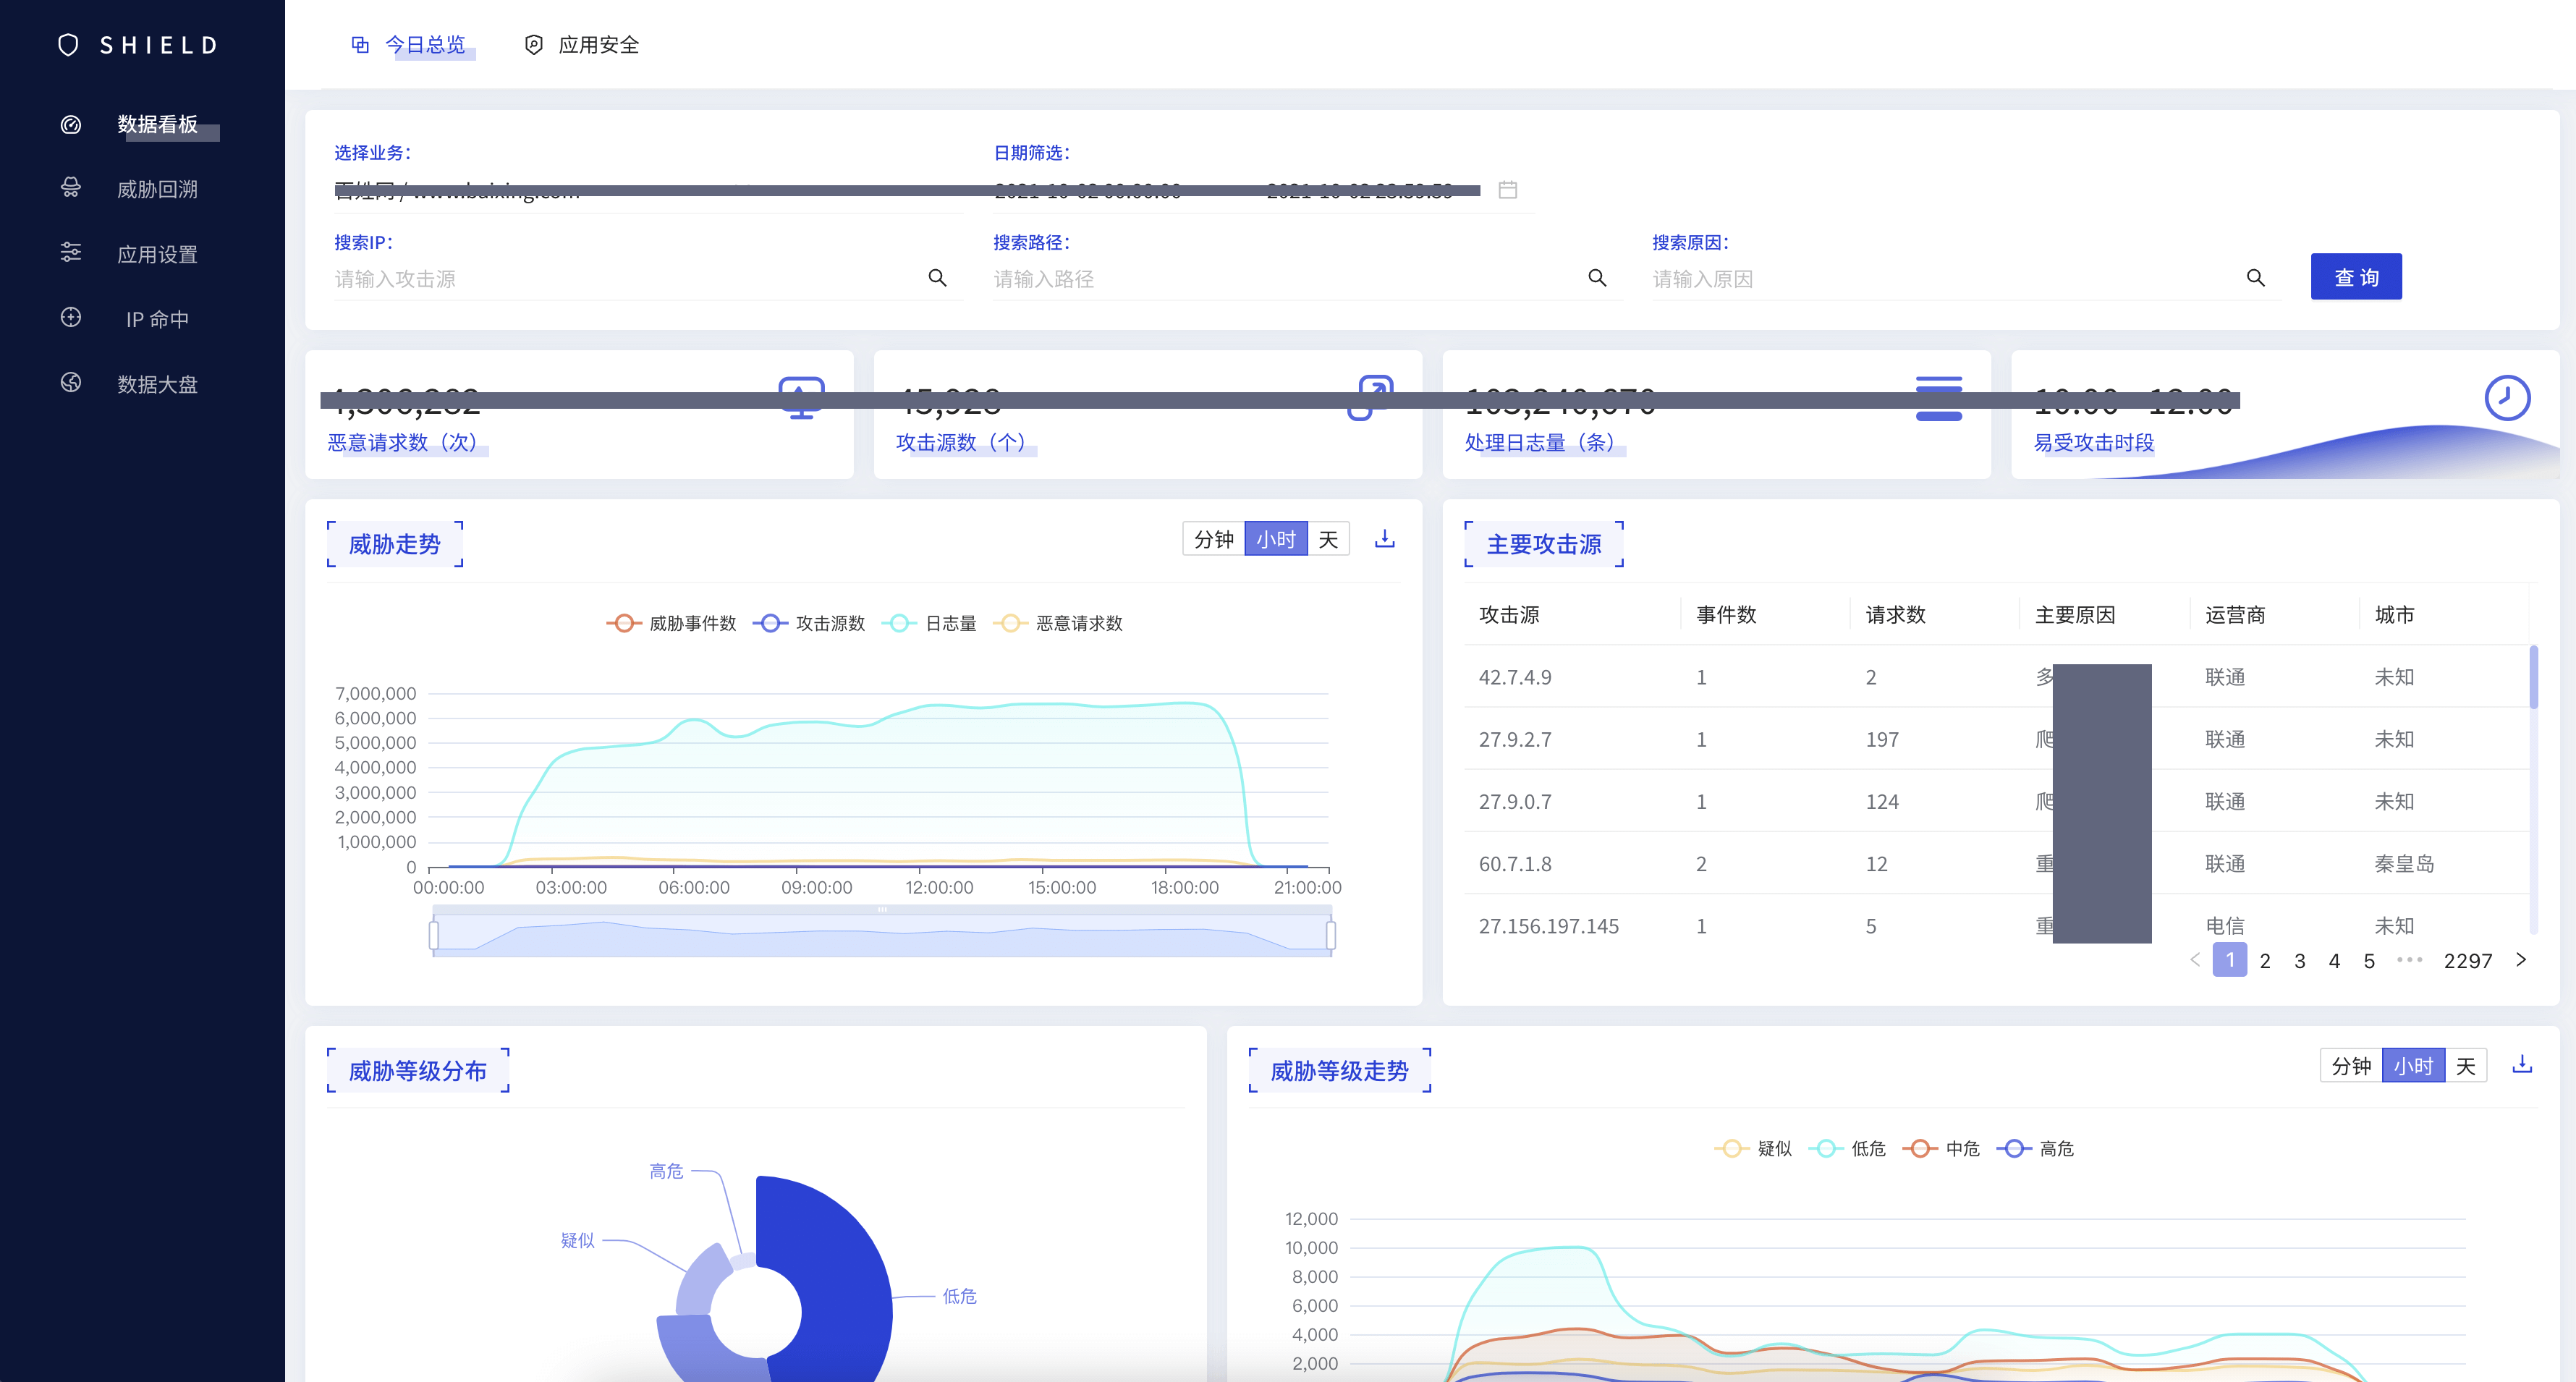 SHIELD
数据看板
威胁回溯
应用设置
IP 命中
数据大盘
今日总览
应用安全
选择业务：
日期筛选：
搜索IP：
搜索路径：
搜索原因：
请输入攻击源
请输入路径
请输入原因
查 询
恶意请求数（次）
攻击源数（个）
处理日志量（条）
易受攻击时段
威胁走势
分钟 小时 天
威胁事件数 攻击源数 日志量 恶意请求数
7,000,000
6,000,000
5,000,000
4,000,000
3,000,000
2,000,000
1,000,000
0
00:00:00 03:00:00 06:00:00 09:00:00 12:00:00 15:00:00 18:00:00 21:00:00
主要攻击源
攻击源 事件数 请求数 主要原因 运营商 城市
42.7.4.9 1 2 多 联通 未知
27.9.2.7 1 197 爬 联通 未知
27.9.0.7 1 124 爬 联通 未知
60.7.1.8 2 12 重 联通 秦皇岛
27.156.197.145 1 5 重 电信 未知
1 2 3 4 5 ••• 2297
威胁等级分布
高危
疑似
低危
威胁等级走势
分钟 小时 天
疑似 低危 中危 高危
12,000
10,000
8,000
6,000
4,000
2,000